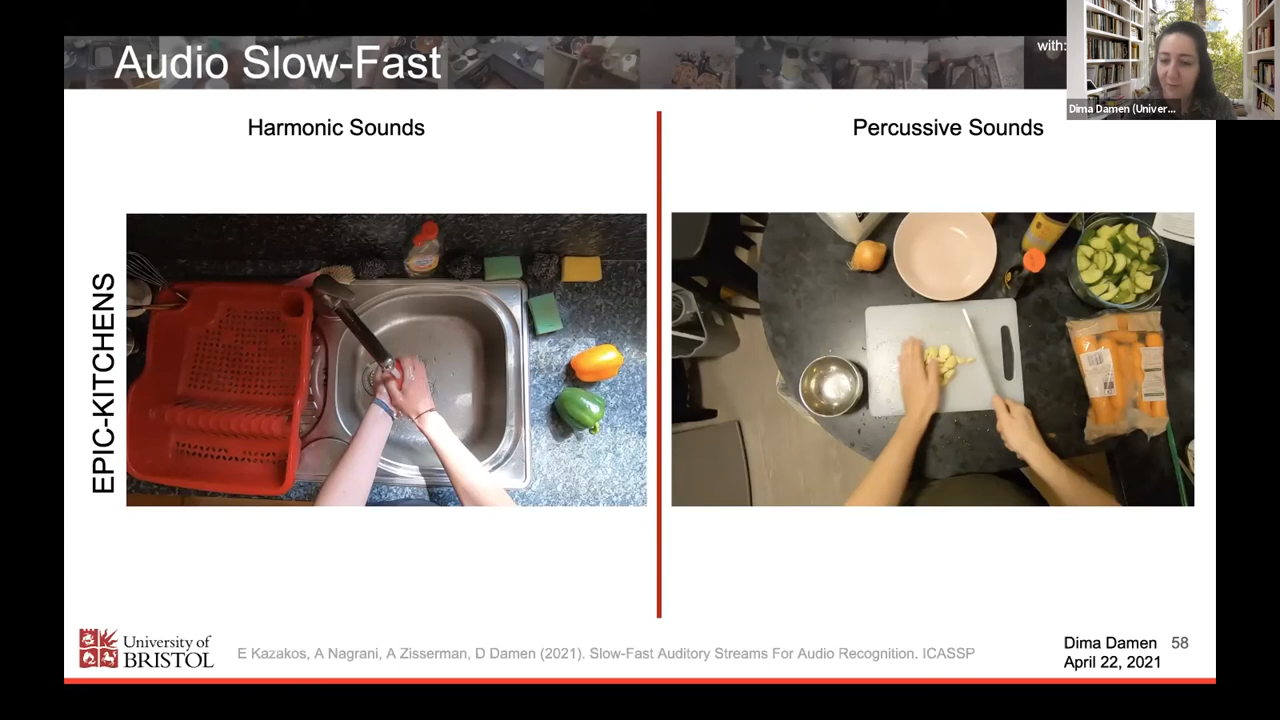 Audio Slow-Fast
with:
Dima Damen (Univer...
Harmonic Sounds
Percussive Sounds
EPIC-KITCHENS
University of
BRISTOL
E Kazakos, A Nagrani, A Zisserman, D Damen (2021). Slow-Fast Auditory Streams For Audio Recognition. ICASSP
Dima Damen 58
April 22, 2021